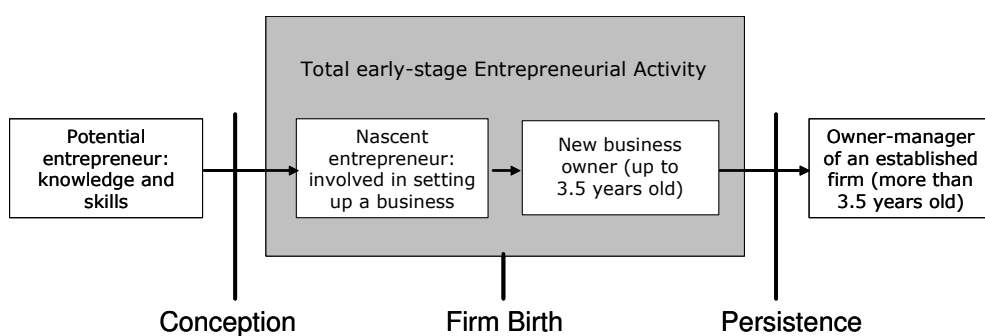 Total early-stage Entrepreneurial Activity
Potential
entrepreneur:
knowledge and
skills
Nascent
entrepreneur:
involved in setting
up a business
New business
owner (up to
3.5 years old)
Owner-manager
of an established
firm (more than
3.5 years old)
Conception
Firm Birth
Persistence